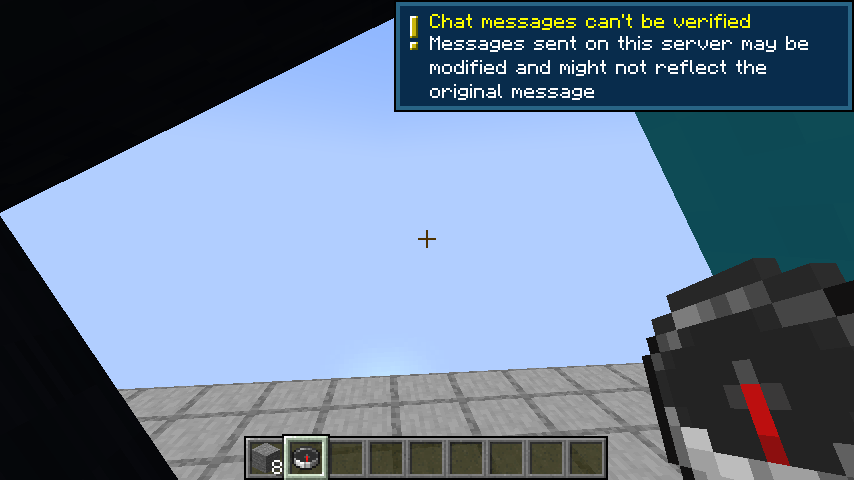 Chat messages can't be verified
Messages sent on this server may be
modified and might not reflect the
original message
8